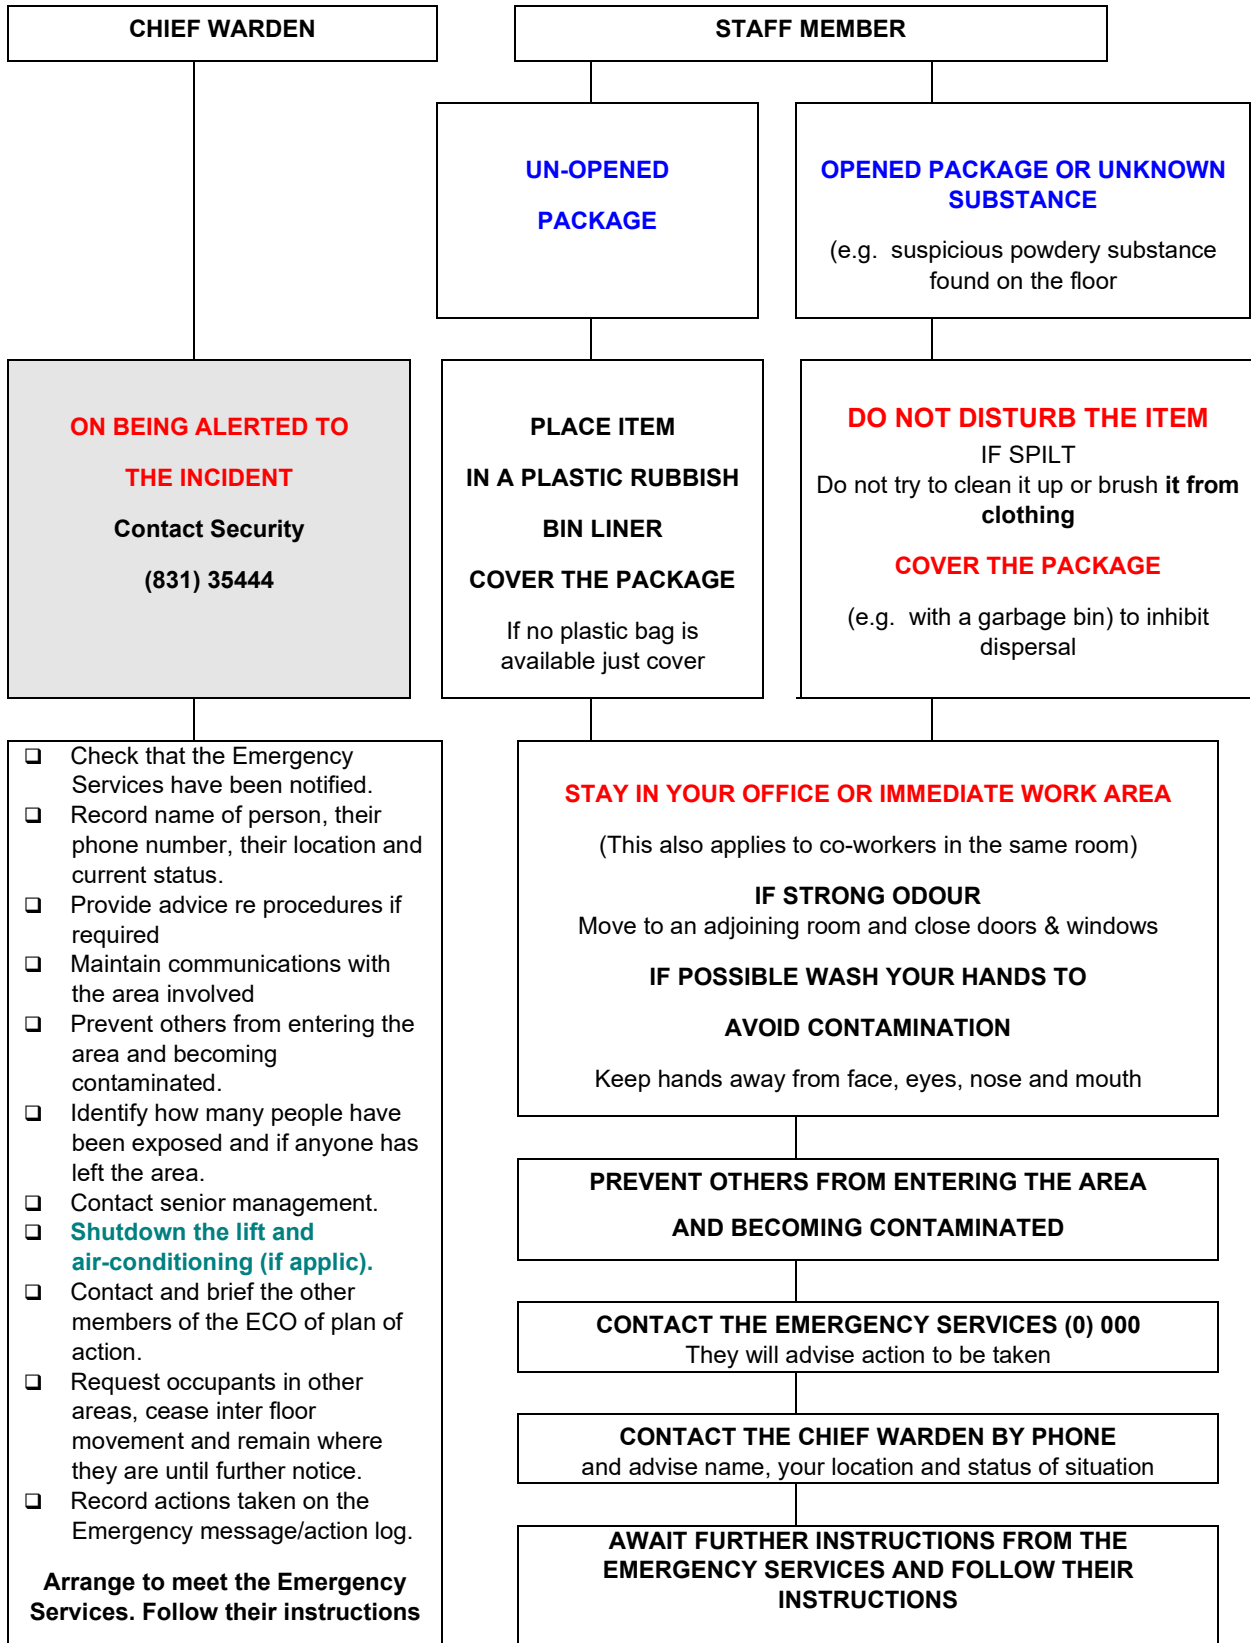 CHIEF WARDEN
STAFF MEMBER
UN-OPENED
PACKAGE
OPENED PACKAGE OR UNKNOWN
SUBSTANCE
(e.g. suspicious powdery substance
found on the floor
ON BEING ALERTED TO
THE INCIDENT
Contact Security
(831) 35444
PLACE ITEM
IN A PLASTIC RUBBISH
BIN LINER
COVER THE PACKAGE
If no plastic bag is
available just cover
DO NOT DISTURB THE ITEM
IF SPILT
Do not try to clean it up or brush it from
clothing
COVER THE PACKAGE
(e.g. with a garbage bin) to inhibit
dispersal
❑ Check that the Emergency
Services have been notified.
❑ Record name of person, their
phone number, their location and
current status.
❑ Provide advice re procedures if
required
❑ Maintain communications with
the area involved
❑ Prevent others from entering the
area and becoming
contaminated.
❑ Identify how many people have
been exposed and if anyone has
left the area.
❑ Contact senior management.
❑ Shutdown the lift and
air-conditioning (if applic).
❑ Contact and brief the other
members of the ECO of plan of
action.
❑ Request occupants in other
areas, cease inter floor
movement and remain where
they are until further notice.
❑ Record actions taken on the
Emergency message/action log.
Arrange to meet the Emergency
Services. Follow their instructions
STAY IN YOUR OFFICE OR IMMEDIATE WORK AREA
(This also applies to co-workers in the same room)
IF STRONG ODOUR
Move to an adjoining room and close doors & windows
IF POSSIBLE WASH YOUR HANDS TO
AVOID CONTAMINATION
Keep hands away from face, eyes, nose and mouth
PREVENT OTHERS FROM ENTERING THE AREA
AND BECOMING CONTAMINATED
CONTACT THE EMERGENCY SERVICES (0) 000
They will advise action to be taken
CONTACT THE CHIEF WARDEN BY PHONE
and advise name, your location and status of situation
AWAIT FURTHER INSTRUCTIONS FROM THE
EMERGENCY SERVICES AND FOLLOW THEIR
INSTRUCTIONS